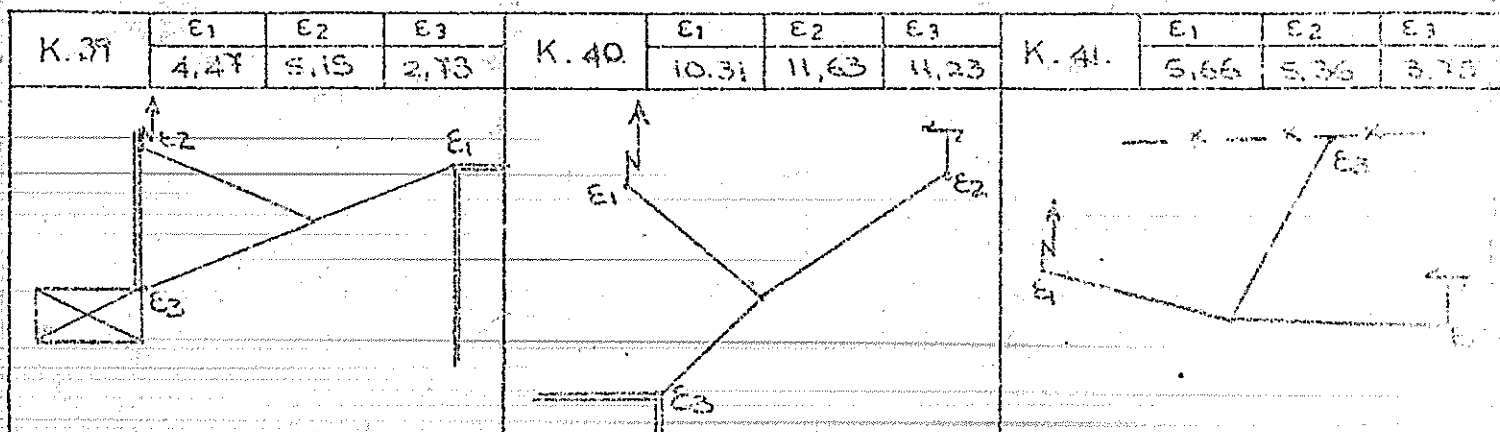 K.39 ε1 ε2 ε3
4,47 5,15 2,73
K.40. ε1 ε2 ε3
10.31 11,63 11,23
K.41. ε1 ε2 ε3
5,66 5,36
ε2
ε1
ε3
N
ε1
ε2
ε3
ε3
N
ε1